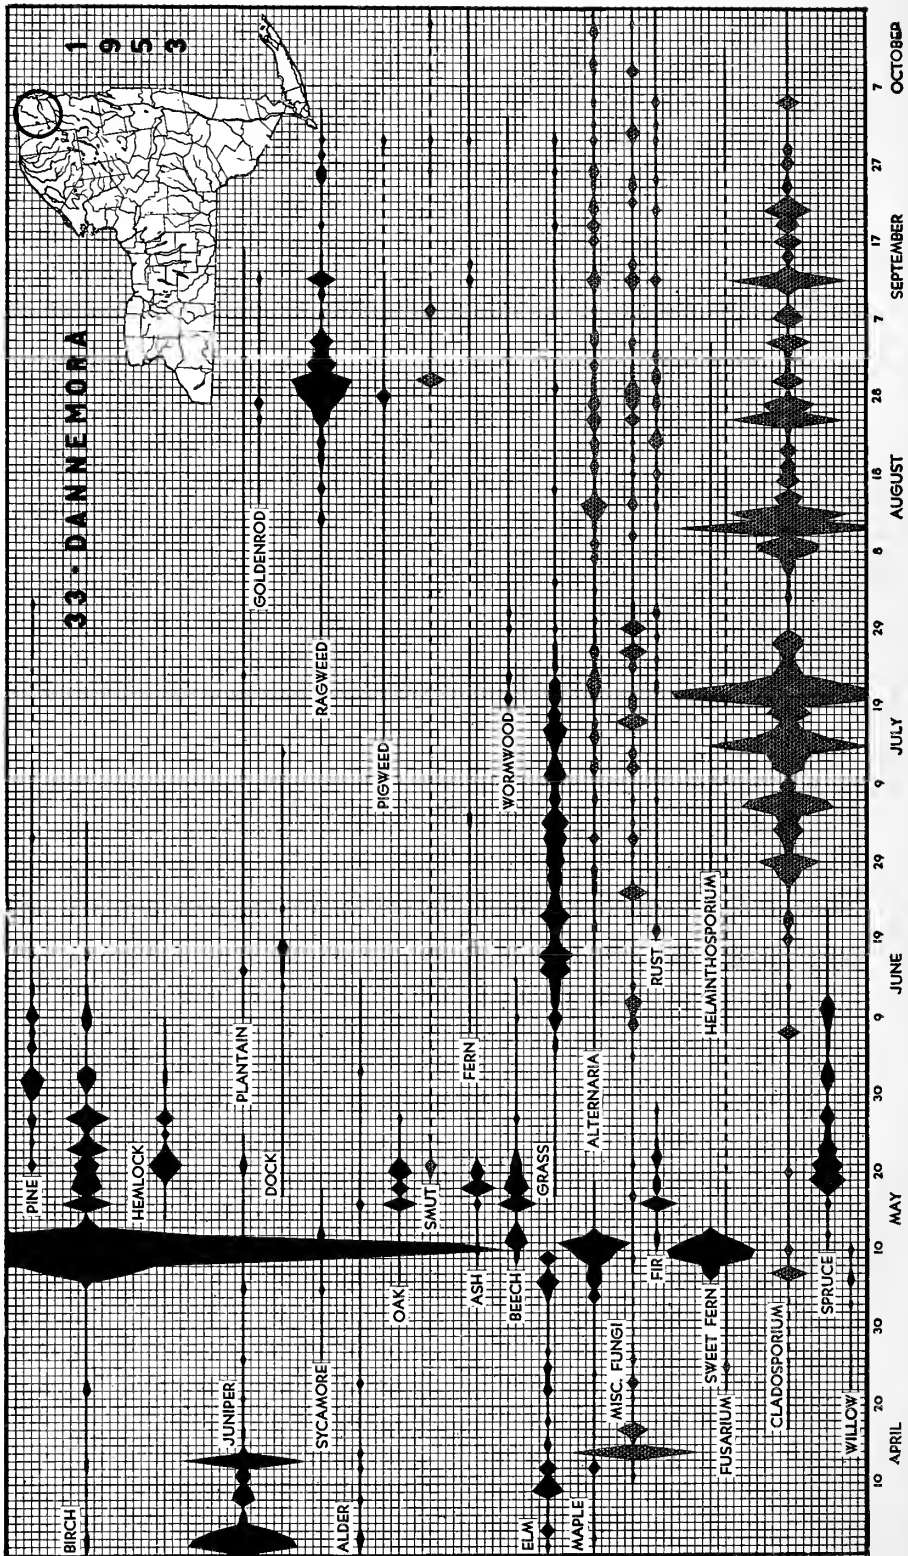 1953
33 · DANNEMORA
PINE
BIRCH
HEMLOCK
JUNIPER
PLANTAIN
GOLDENROD
DOCK
SYCAMORE
RAGWEED
ALDER
PIGWEED
OAK
SMUT
FERN
ASH
WORMWOOD
BEECH
GRASS
ELM
MAPLE
ALTERNARIA
MISC. FUNGI
FIR
RUST
SWEET FERN
HELMINTHOSPORIUM
FUSARIUM
CLADOSPORIUM
SPRUCE
WILLOW
10 20 30 10 20 30 9 19 29 9 19 29 8 18 28 7 17 27 7
APRIL MAY JUNE JULY AUGUST SEPTEMBER OCTOBER